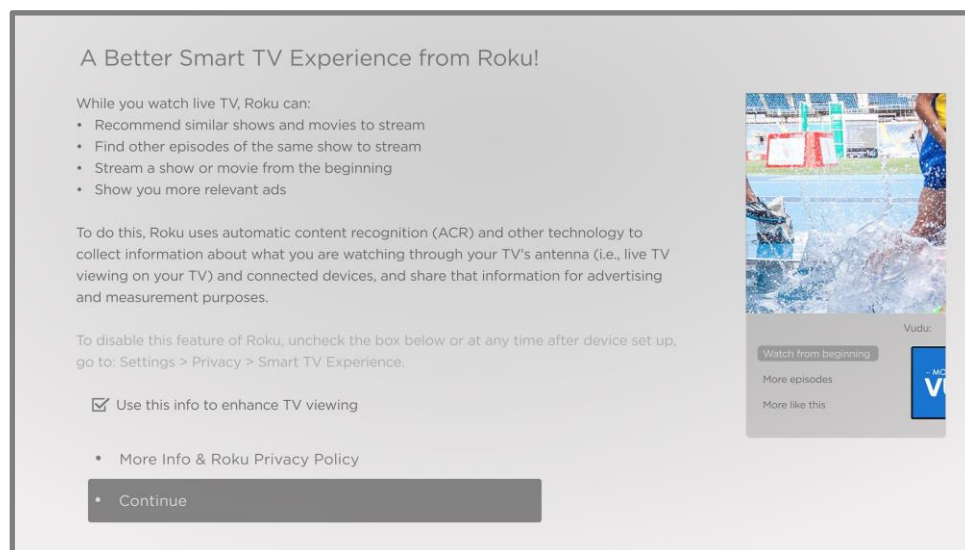 A Better Smart TV Experience from Roku!
While you watch live TV, Roku can:
• Recommend similar shows and movies to stream
• Find other episodes of the same show to stream
• Stream a show or movie from the beginning
• Show you more relevant ads
To do this, Roku uses automatic content recognition (ACR) and other technology to
collect information about what you are watching through your TV's antenna (i.e., live TV
viewing on your TV) and connected devices, and share that information for advertising
and measurement purposes.
To disable this feature of Roku, uncheck the box below or at any time after device set up,
go to: Settings > Privacy > Smart TV Experience.
Use this info to enhance TV viewing
• More Info & Roku Privacy Policy
• Continue
Vudu:
Watch from beginning
More episodes
More like this
- MO
VU